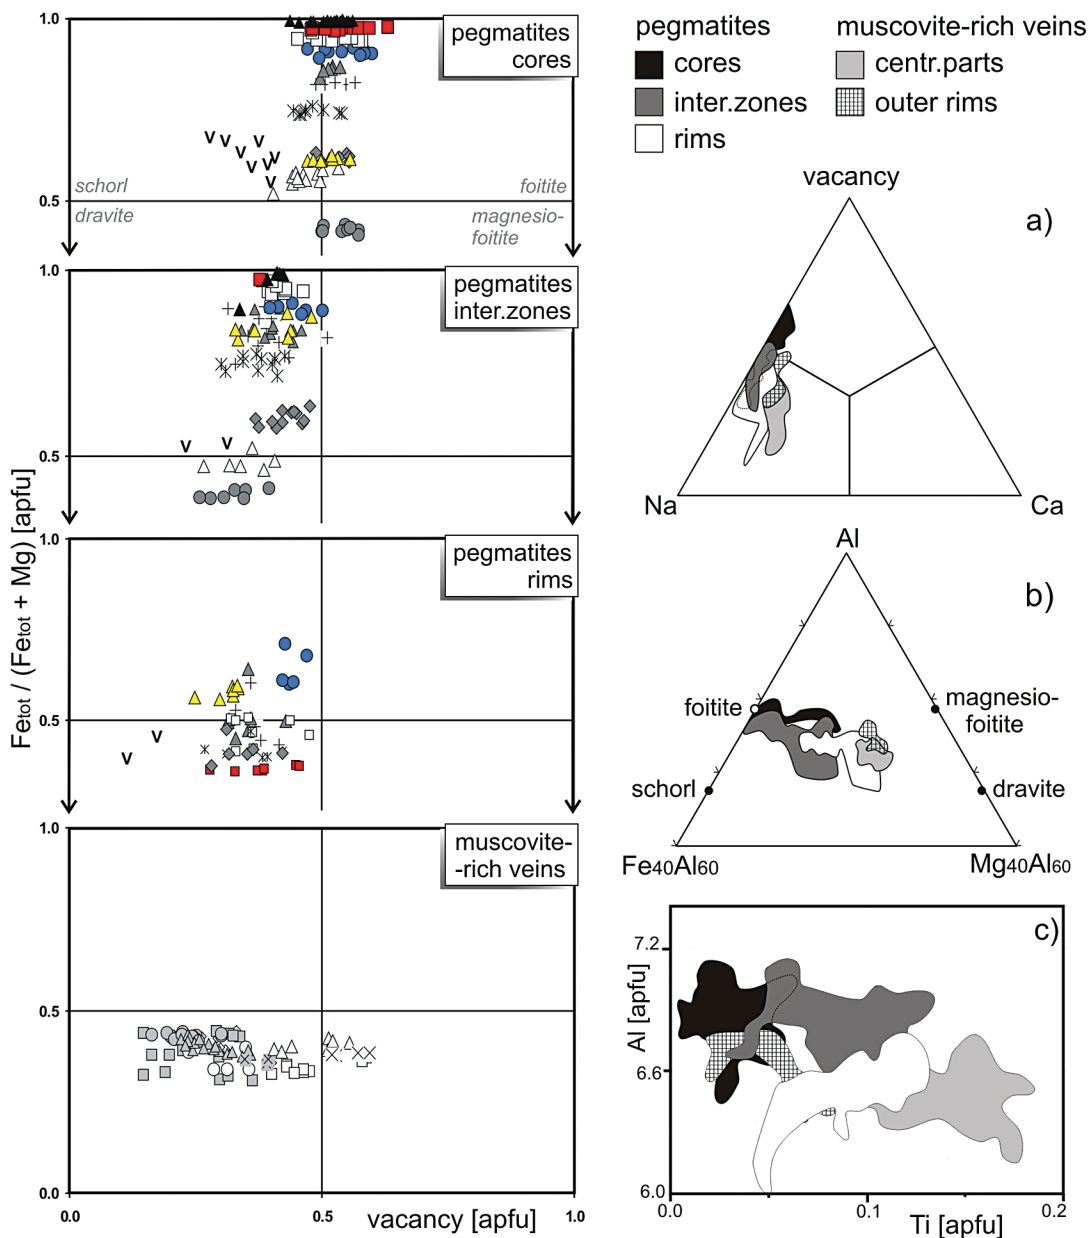 1.0
pegmatites
cores
0.5
schorl
foitite
dravite
magnesio-
foitite
1.0
pegmatites
inter.zones
0.5
1.0
pegmatites
rims
0.5
1.0
muscovite-
-rich veins
0.5
0.0
0.0
0.5
1.0
vacancy [apfu]
Fetot / (Fetot + Mg) [apfu]
pegmatites
cores
inter.zones
rims
muscovite-rich veins
centr.parts
outer rims
vacancy
a)
Na
Ca
Al
b)
foitite
magnesio-
foitite
schorl
dravite
Fe40Al60
Mg40Al60
c)
7.2
Al [apfu]
6.6
6.0
0.0
0.1
0.2
Ti [apfu]